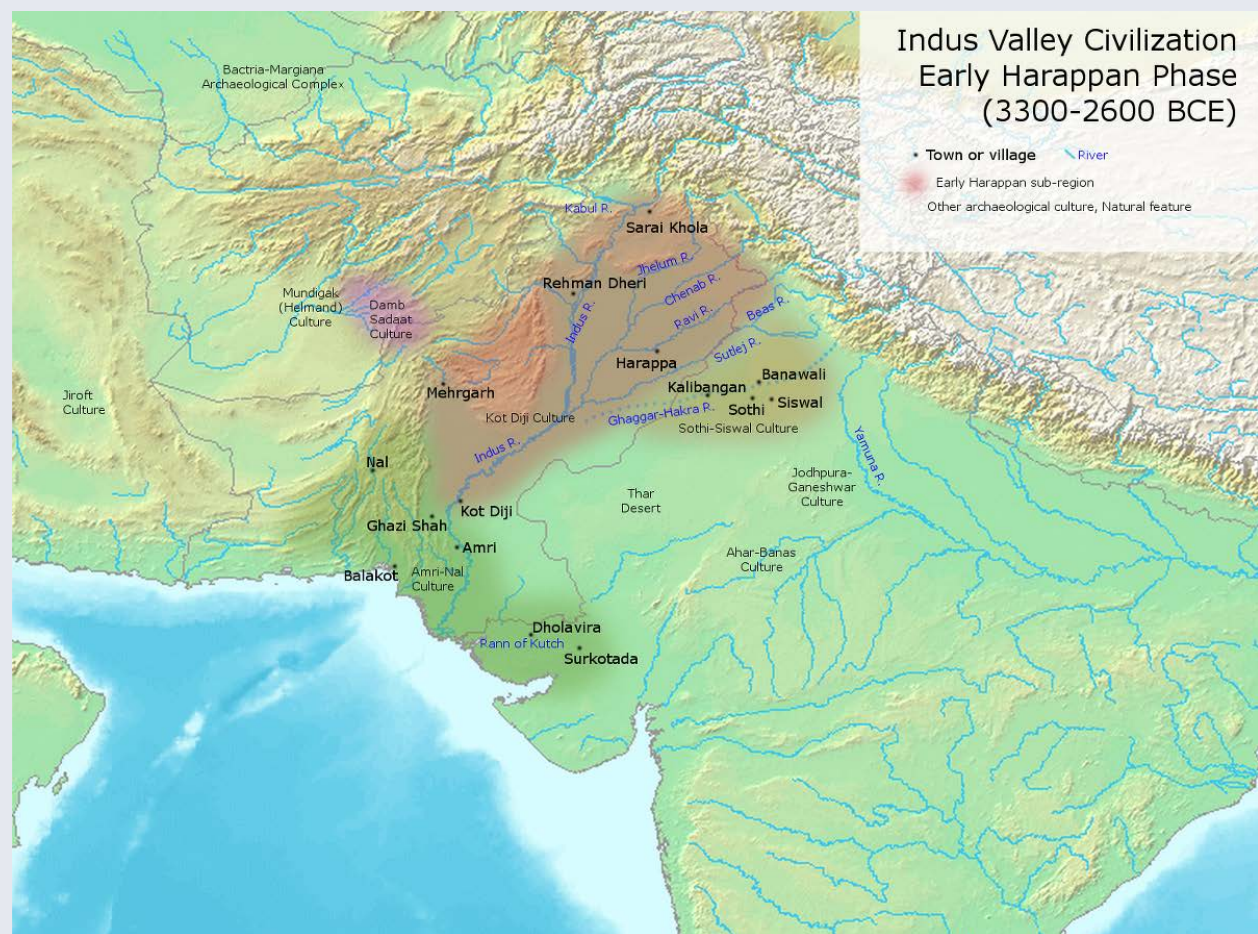 Indus Valley Civilization
Early Harappan Phase
(3300-2600 BCE)
Town or village
River
Early Harappan sub-region
Other archaeological culture, Natural feature
Bactria-Margiana
Archaeological Complex
Kabul R.
Sarai Khola
Jhelum R.
Rehman Dheri
Chenab R.
Mundigak
(Helmand)
Culture
Damb
Sadaat
Culture
Indus R.
Ravi R.
Beas R.
Harappa
Sutlej R.
Mehrgarh
Kalibangan
Banawali
Jiroft
Culture
Kot Diji Culture
Ghaggar-Hakra R.
Sothi
Siswal
Sothi-Siswal Culture
Indus R.
Yamuna R.
Nal
Jodhpura-
Ganeshwar
Culture
Thar
Desert
Kot Diji
Ghazi Shah
Amri
Ahar-Banas
Culture
Balakot
Amri-Nal
Culture
Dholavira
Rann of Kutch
Surkotada